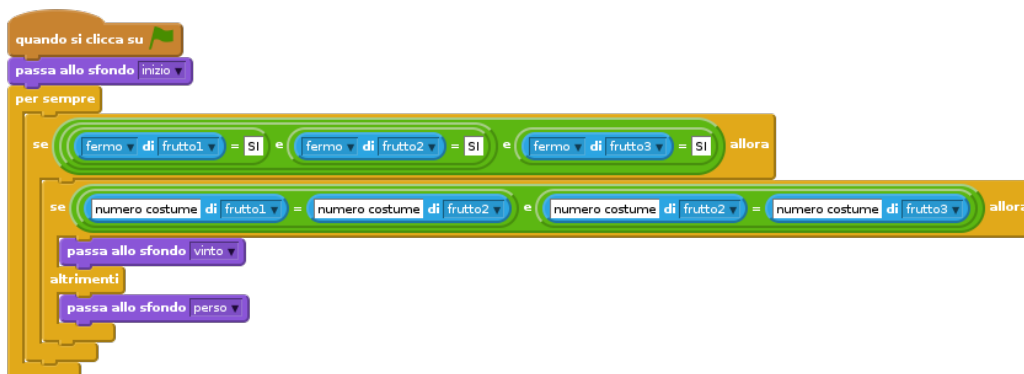 quando si clicca su
passa allo sfondo inizio
per sempre
se fermo di frutto1 = SI e fermo di frutto2 = SI e fermo di frutto3 = SI allora
se numero costume di frutto1 = numero costume di frutto2 e numero costume di frutto2 = numero costume di frutto3 allora
passa allo sfondo vinto
altrimenti
passa allo sfondo perso